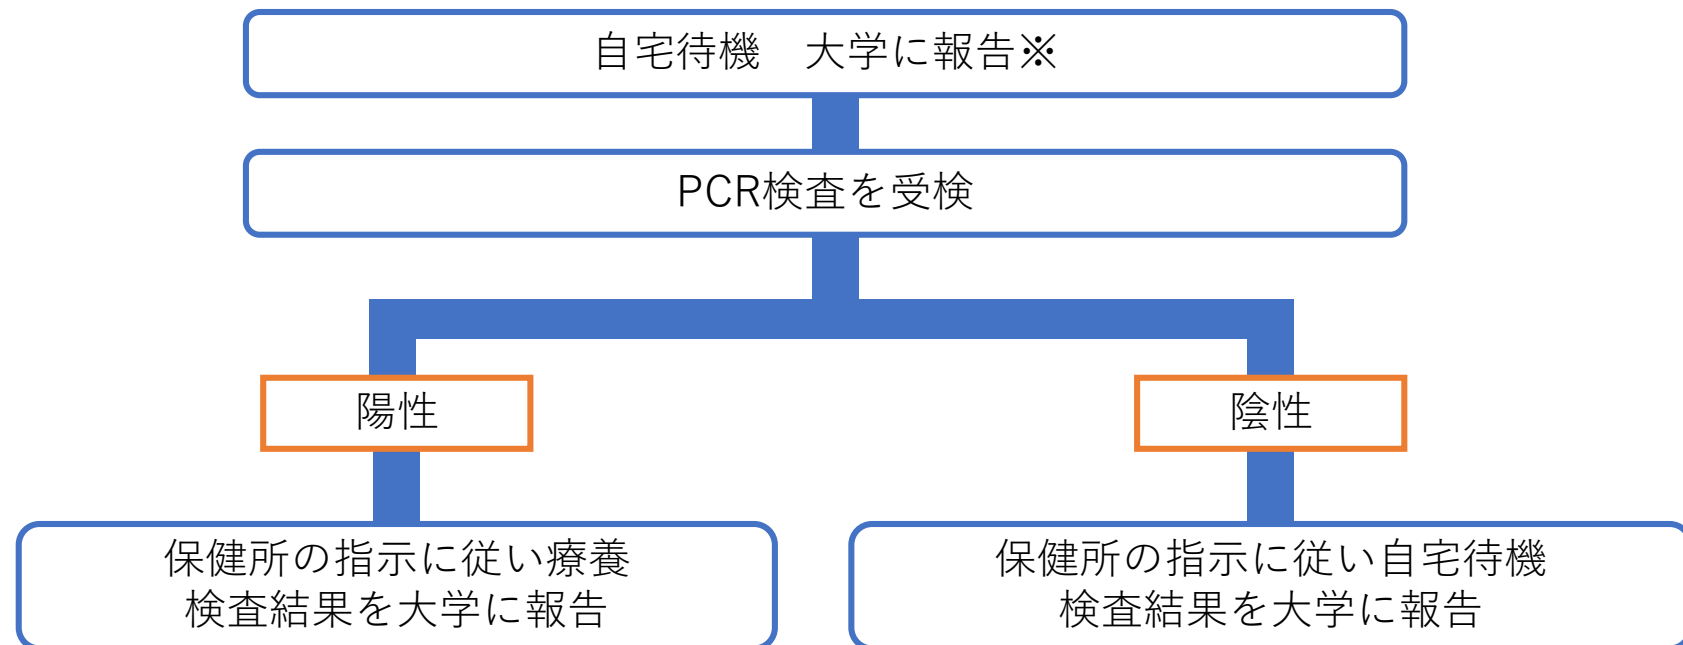 自宅待機　大学に報告※
PCR検査を受検
陽性
陰性
保健所の指示に従い療養
検査結果を大学に報告
保健所の指示に従い自宅待機
検査結果を大学に報告